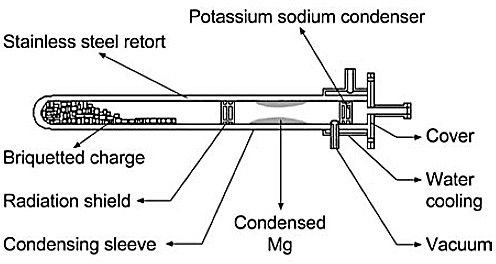 Potassium sodium condenser
Stainless steel retort
Briquetted charge
Cover
Radiation shield
Water
cooling
Condensed
Mg
Condensing sleeve
Vacuum